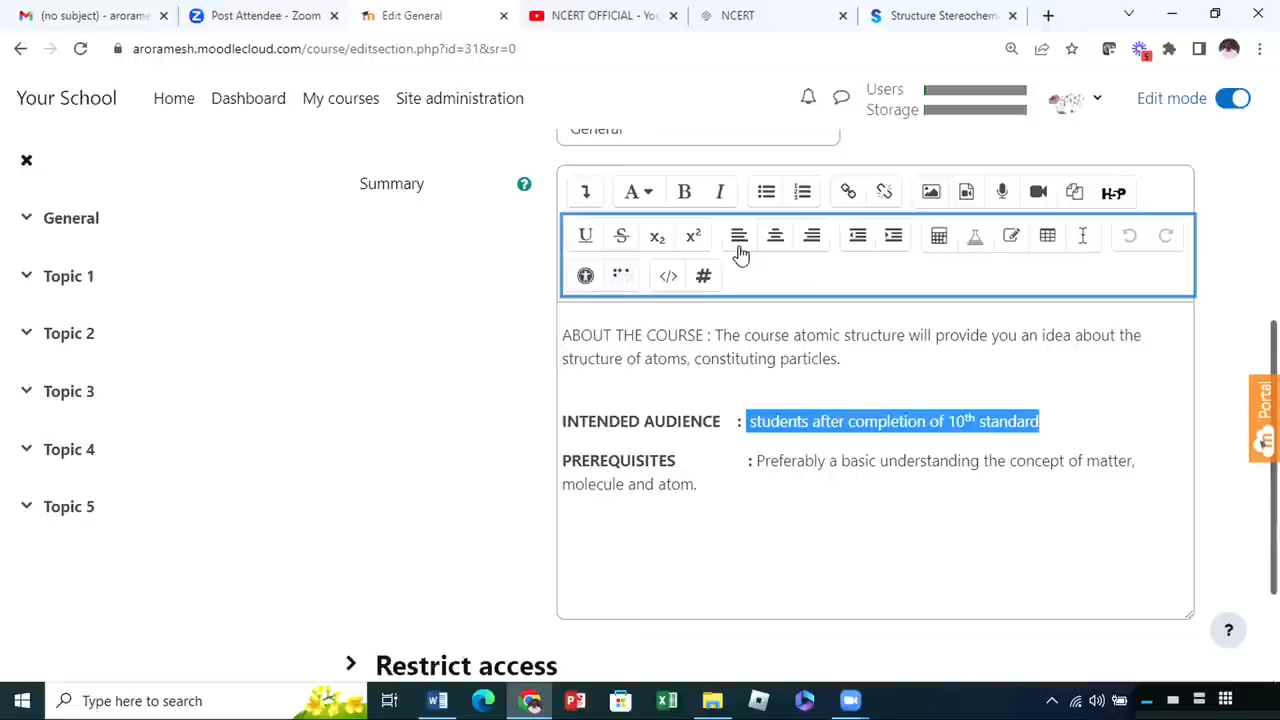 (no subject) - arorame
Post Attendee - Zoom
Edit General
NCERT OFFICIAL - You
NCERT
Structure Stereochem
aroramesh.moodlecloud.com/course/editsection.php?id=31&sr=0
5
Your School
Home
Dashboard
My courses
Site administration
Users
Storage
Edit mode
General
Summary
General
Topic 1
Topic 2
Topic 3
Topic 4
Topic 5
A
B
I
H5P
U
S
x₂
x²
</>
#
ABOUT THE COURSE : The course atomic structure will provide you an idea about the
structure of atoms, constituting particles.
INTENDED AUDIENCE : students after completion of 10th standard
PREREQUISITES : Preferably a basic understanding the concept of matter,
molecule and atom.
Portal
?
Restrict access
Type here to search